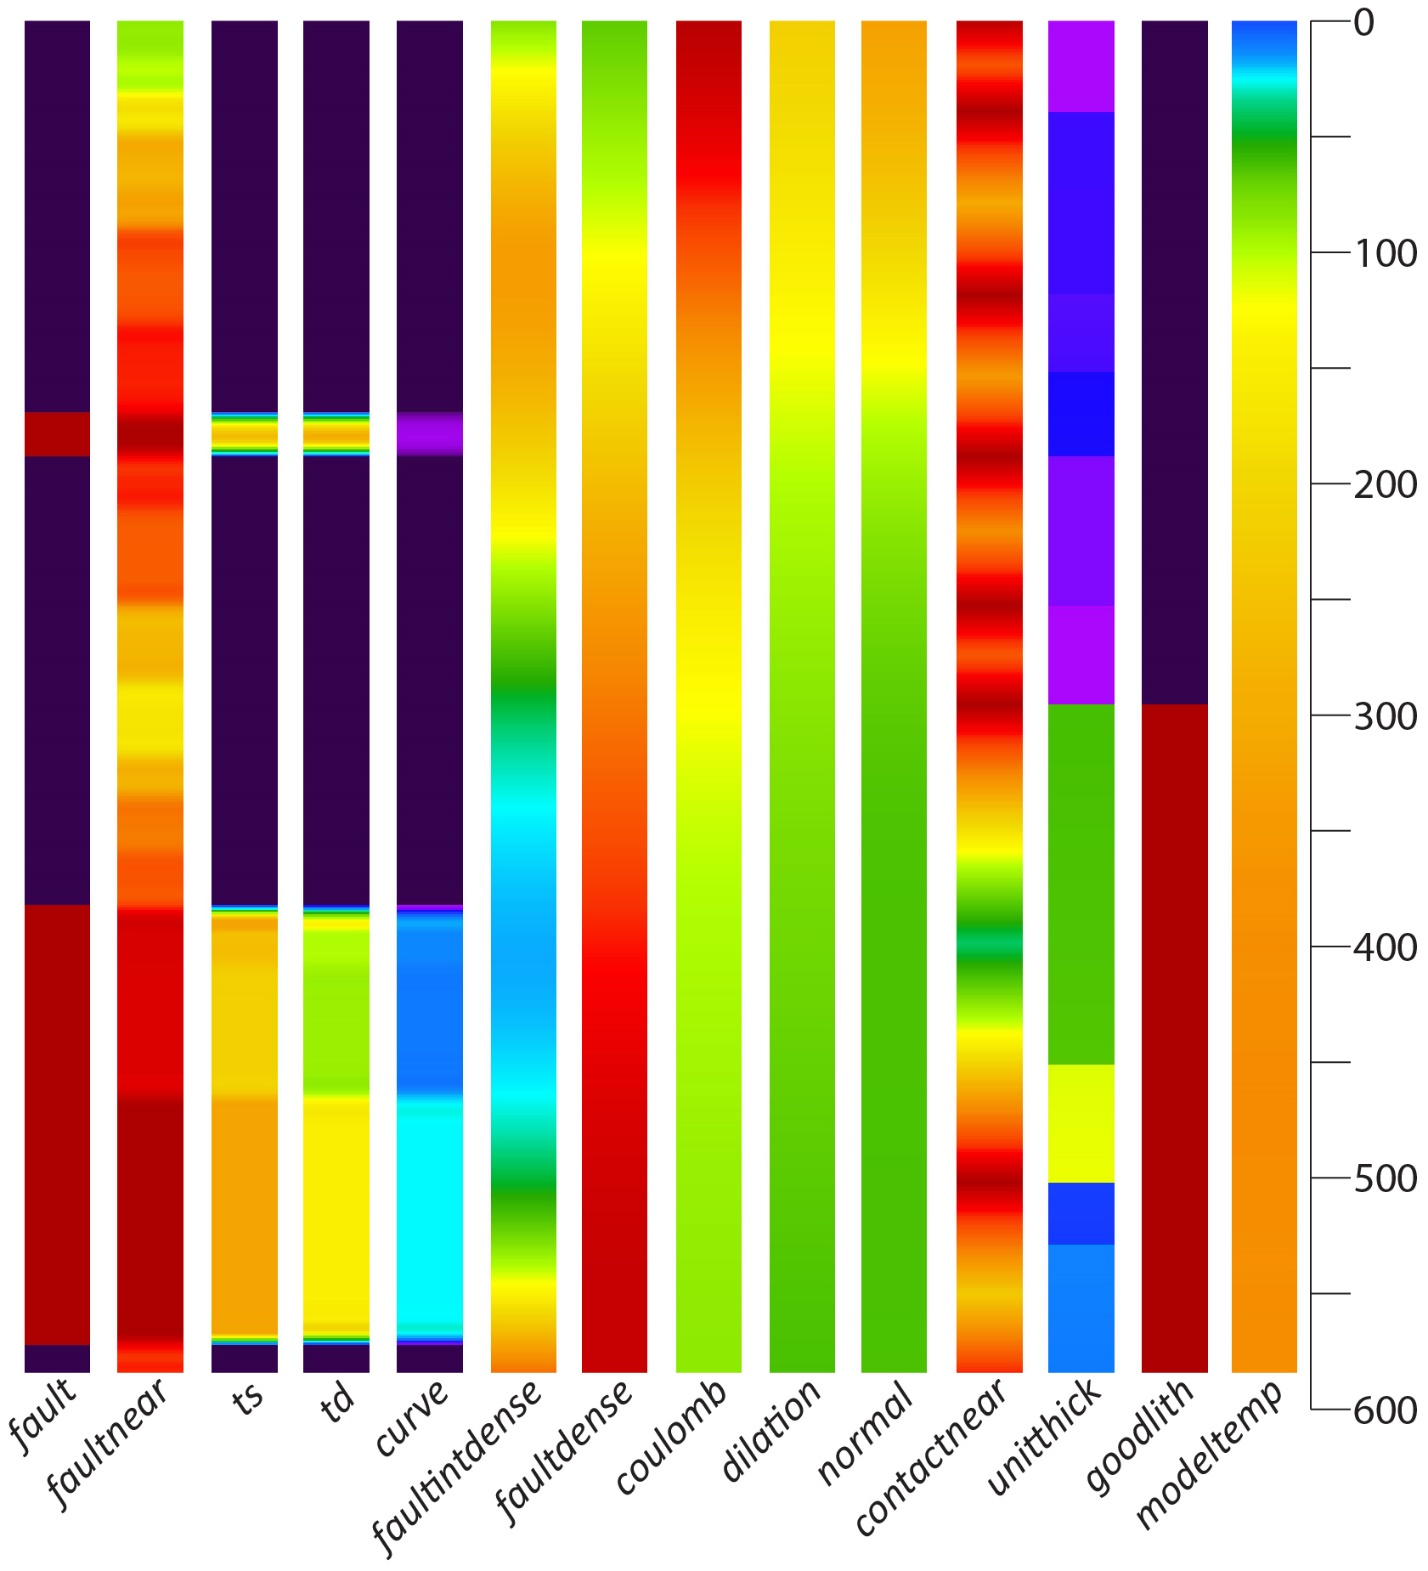 0
100
200
300
400
500
600
fault
faultnear
ts
td
curve
faultintdense
faultdense
coulomb
dilation
normal
contactnear
unitthick
goodlith
modeltemp